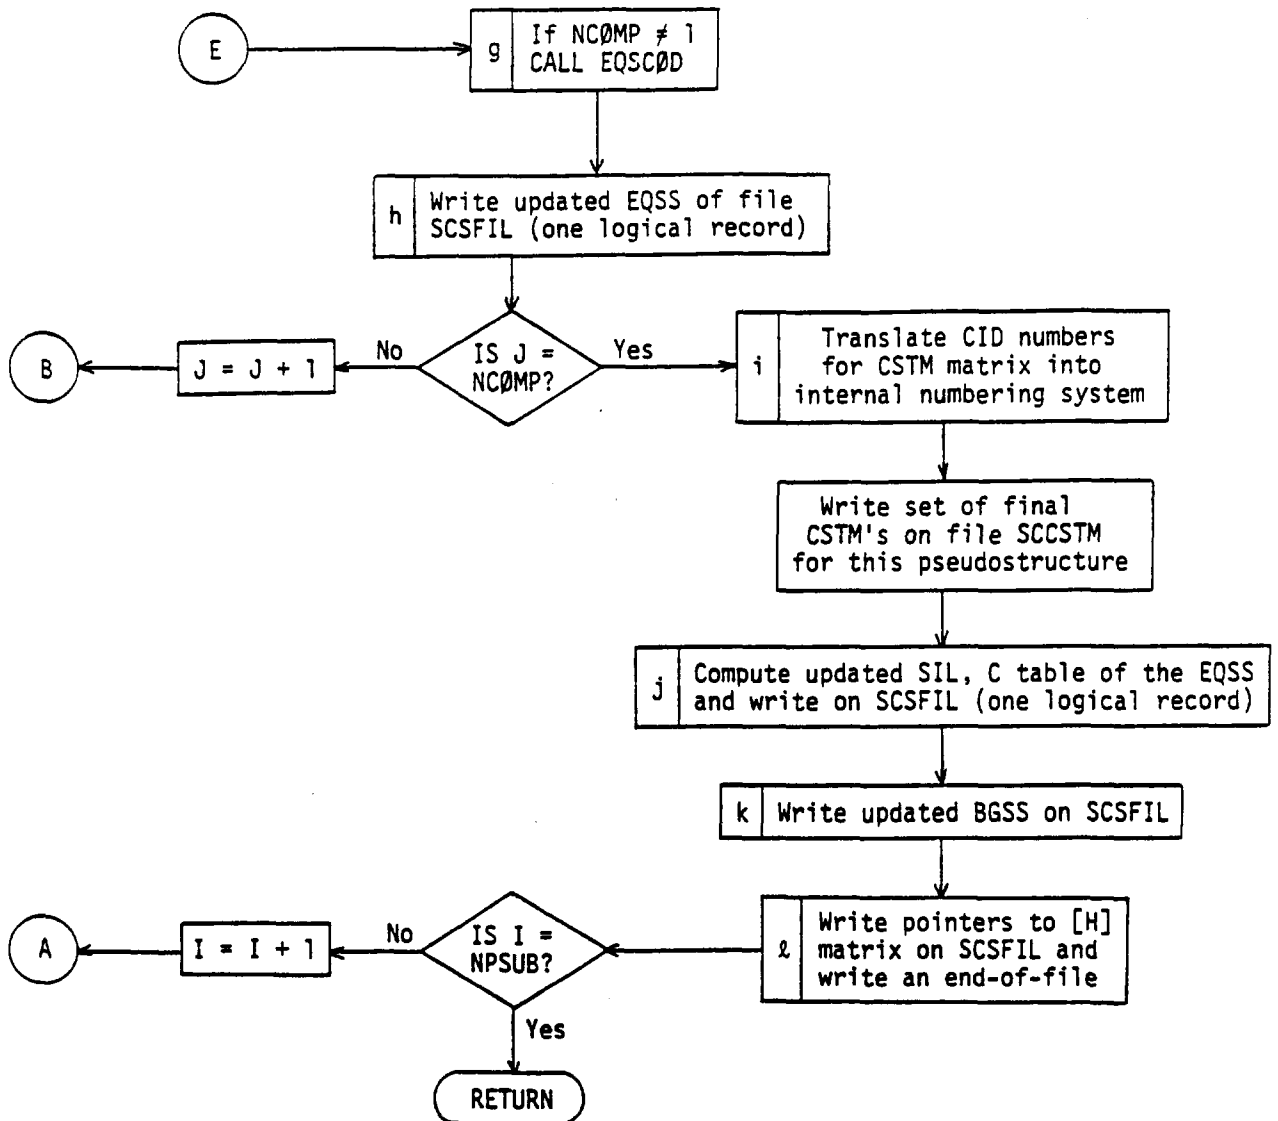 E
g
If NCØMP ≠ 1
CALL EQSCØD
h
Write updated EQSS of file
SCSFIL (one logical record)
B
J = J + 1
No
IS J =
NCØMP?
Yes
i
Translate CID numbers
for CSTM matrix into
internal numbering system
Write set of final
CSTM's on file SCCSTM
for this pseudostructure
j
Compute updated SIL, C table of the EQSS
and write on SCSFIL (one logical record)
k
Write updated BGSS on SCSFIL
A
I = I + 1
No
IS I =
NPSUB?
ℓ
Write pointers to [H]
matrix on SCSFIL and
write an end-of-file
Yes
RETURN